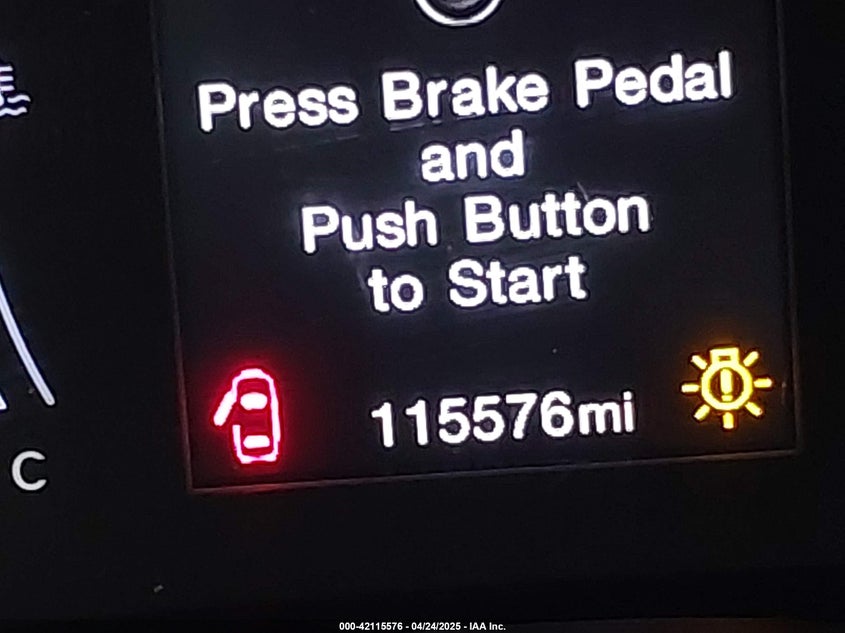 Press Brake Pedal
and
Push Button
to Start
115576mi
C
000-42115576 - 04/24/2025 - IAA Inc.